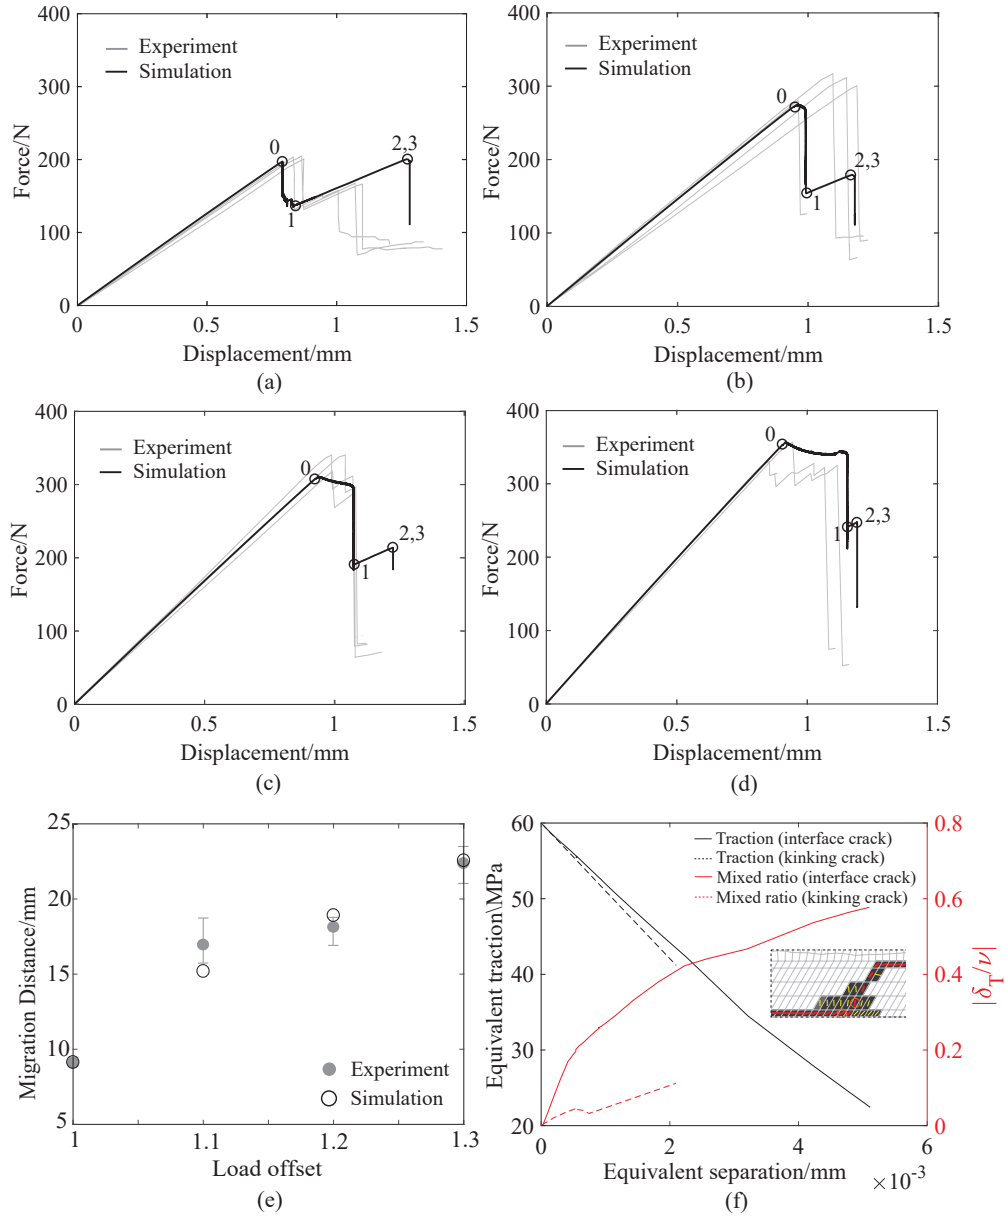 400
300
200
100
0
Force/N
Experiment
Simulation
0
1
2,3
0
0.5
1
1.5
Displacement/mm
(a)
400
300
200
100
0
Force/N
Experiment
Simulation
0
1
2,3
0
0.5
1
1.5
Displacement/mm
(b)
400
300
200
100
0
Force/N
Experiment
Simulation
0
1
2,3
0
0.5
1
1.5
Displacement/mm
(c)
400
300
200
100
0
Force/N
Experiment
Simulation
0
1
2,3
0
0.5
1
1.5
Displacement/mm
(d)
25
20
15
10
5
Migration Distance/mm
Experiment
Simulation
1
1.1
1.2
1.3
Load offset
(e)
60
50
40
30
20
Equivalent traction\MPa
Traction (interface crack)
Traction (kinking crack)
Mixed ratio (interface crack)
Mixed ratio (kinking crack)
0.8
0.6
0.4
0.2
0
|δ_T/ν|
0
2
4
6
Equivalent separation/mm
×10⁻³
(f)